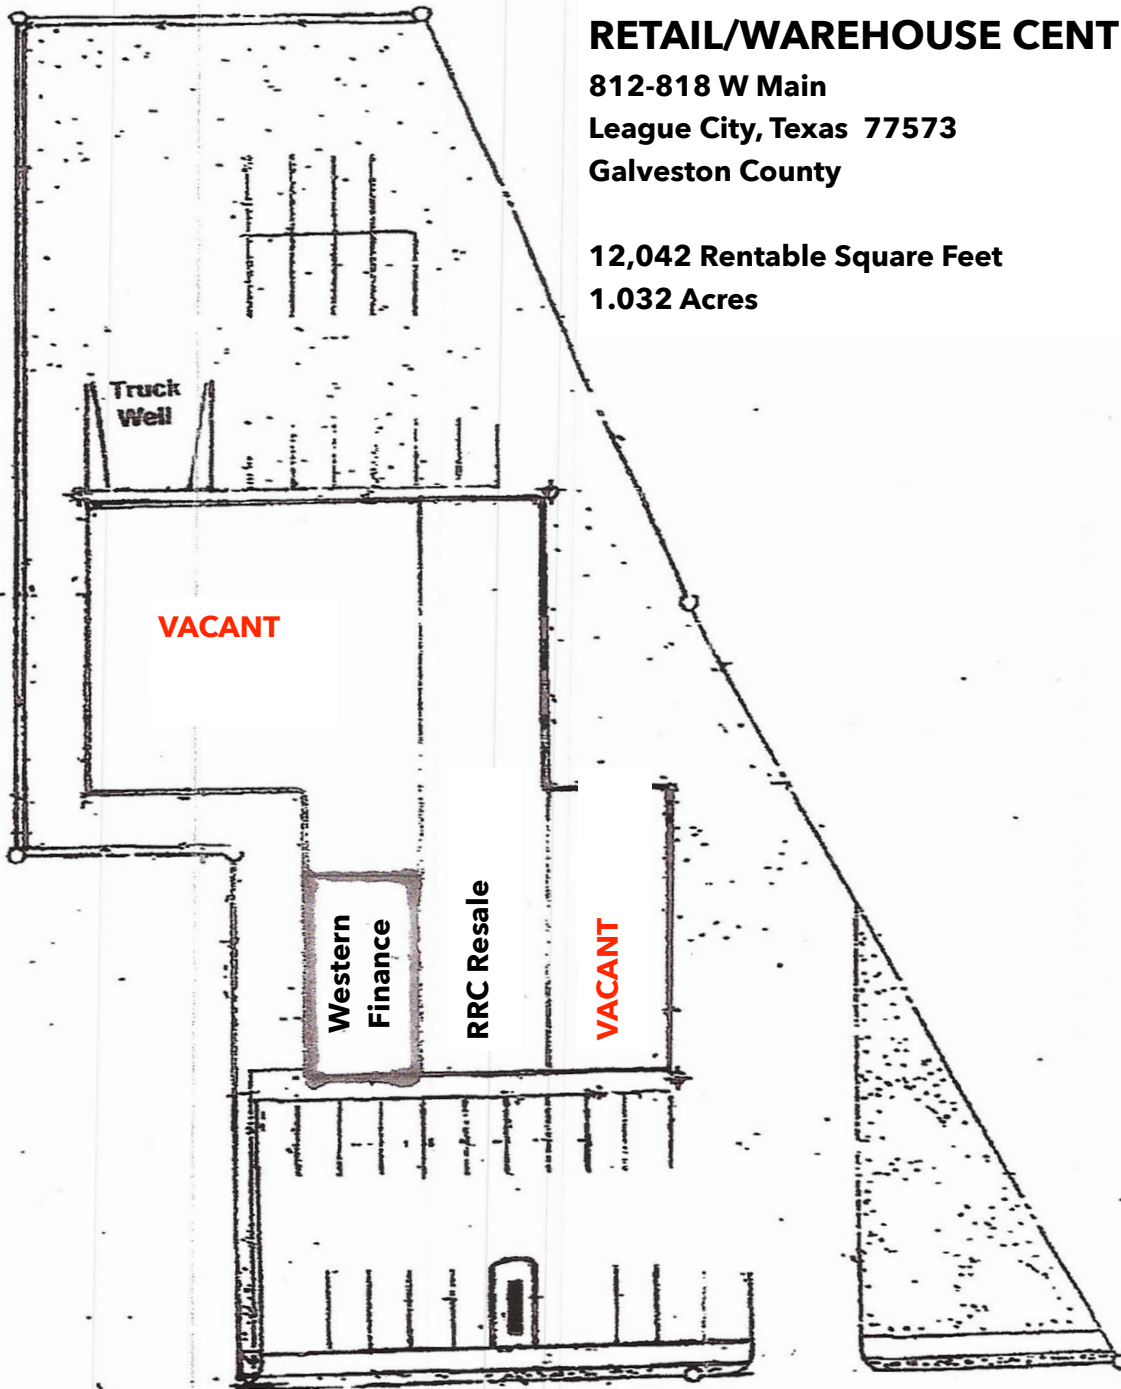 RETAIL/WAREHOUSE CENT
812-818 W Main
League City, Texas 77573
Galveston County
12,042 Rentable Square Feet
1.032 Acres
Truck
Well
VACANT
Western
Finance
RRC Resale
VACANT